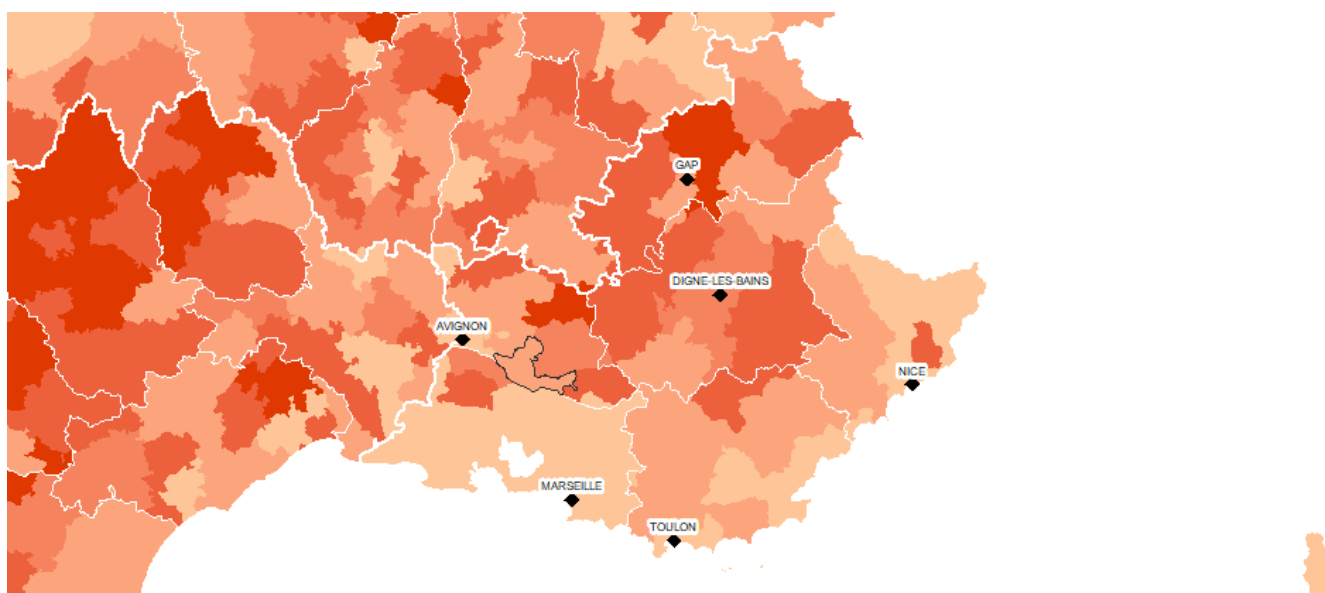 GAP
DIGNE-LES-BAINS
AVIGNON
NICE
MARSEILLE
TOULON